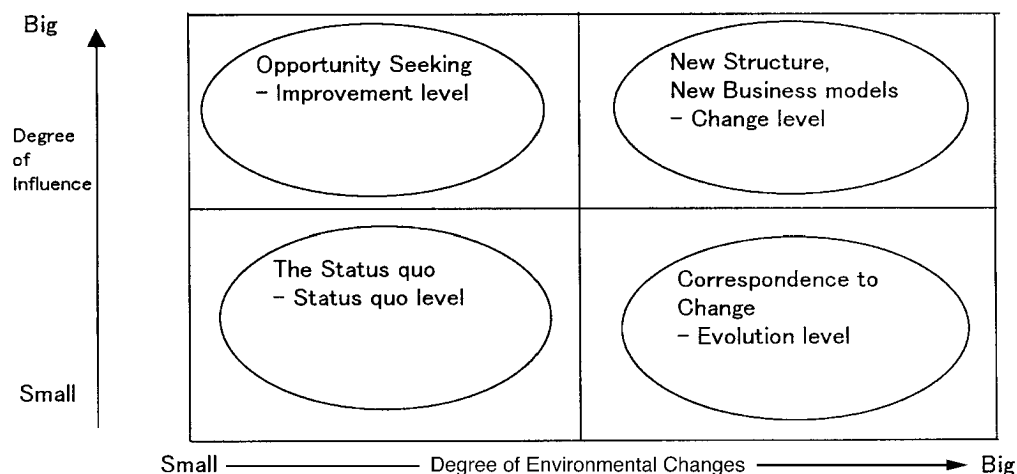 Big
Opportunity Seeking
– Improvement level
New Structure,
New Business models
– Change level
Degree
of
Influence
The Status quo
– Status quo level
Correspondence to
Change
– Evolution level
Small
Small
Degree of Environmental Changes
Big